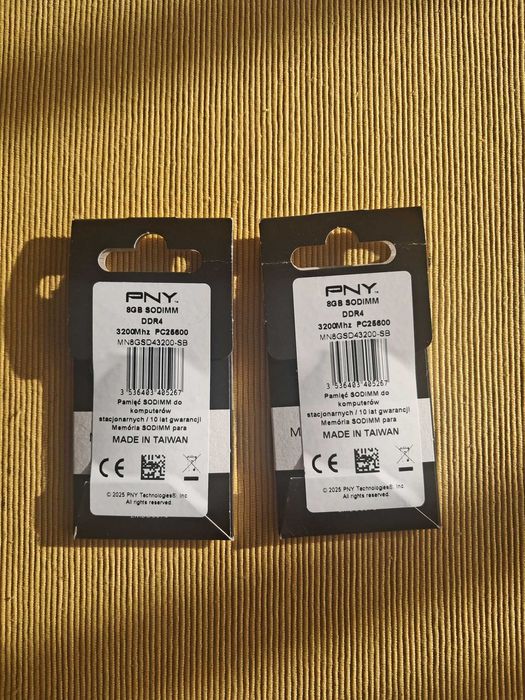 PNY™
8GB SODIMM
DDR4
3200Mhz PC25600
MN8GSD43200-SB
3 536403 405267
Pamięć SODIMM do
komputerów
stacjonarnych / 10 lat gwarancji
Memória SODIMM para
MADE IN TAIWAN
CE
© 2025 PNY Technologies®, Inc.
All rights reserved.
PNY™
8GB SODIMM
DDR4
3200Mhz PC25600
MN8GSD43200-SB
3 536403 405267
Pamięć SODIMM do
komputerów
stacjonarnych / 10 lat gwarancji
Memória SODIMM para
MADE IN TAIWAN
CE
© 2025 PNY Technologies®, Inc.
All rights reserved.